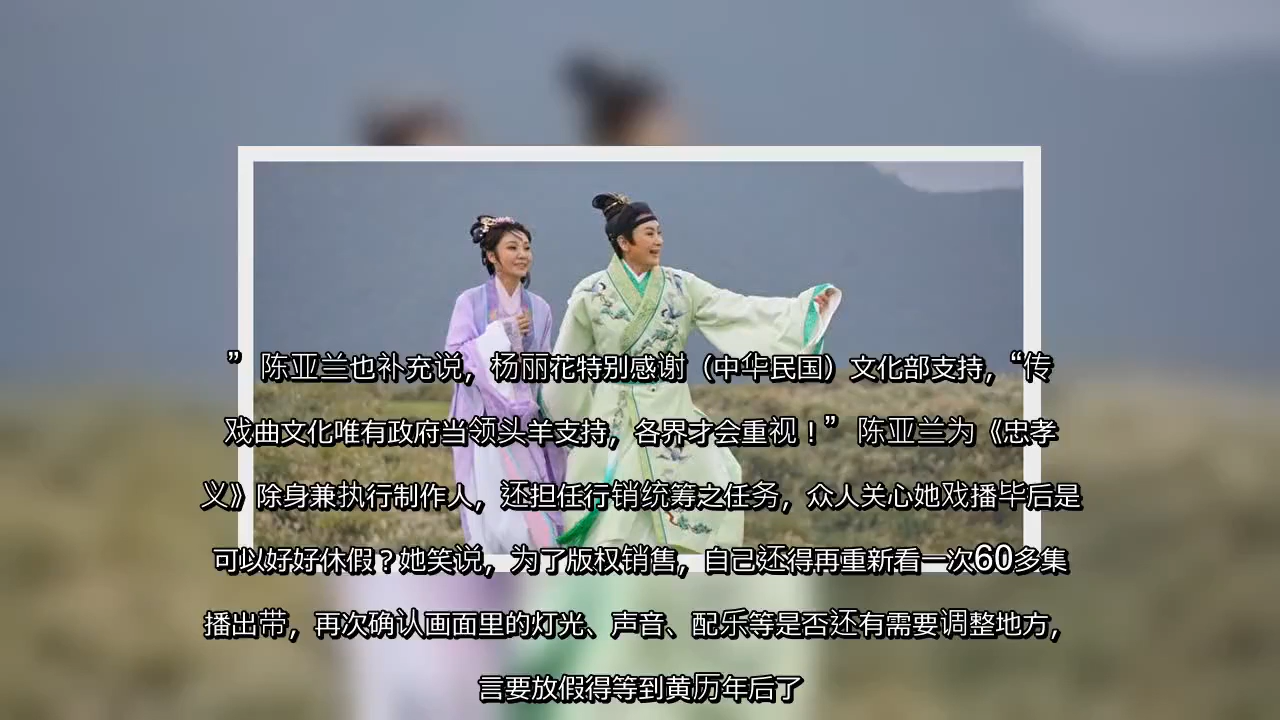 ” 陈亚兰也补充说，杨丽花特别感谢（中华民国）文化部支持，“传
戏曲文化唯有政府当领头羊支持，各界才会重视！” 陈亚兰为《忠孝
义》除身兼执行制作人，还担任行销统筹之任务，众人关心她戏播毕后是
可以好好休假？她笑说，为了版权销售，自己还得再重新看一次60多集
播出带，再次确认画面里的灯光、声音、配乐等是否还有需要调整地方，
言要放假得等到黄历年后了